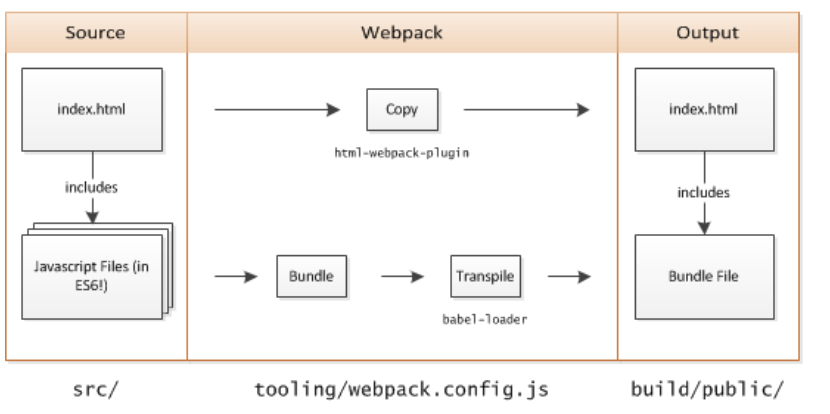 Source
Webpack
Output
index.html
Copy
index.html
html-webpack-plugin
includes
includes
Javascript Files (in
ES6!)
Bundle
Transpile
Bundle File
babel-loader
src/
tooling/webpack.config.js
build/public/